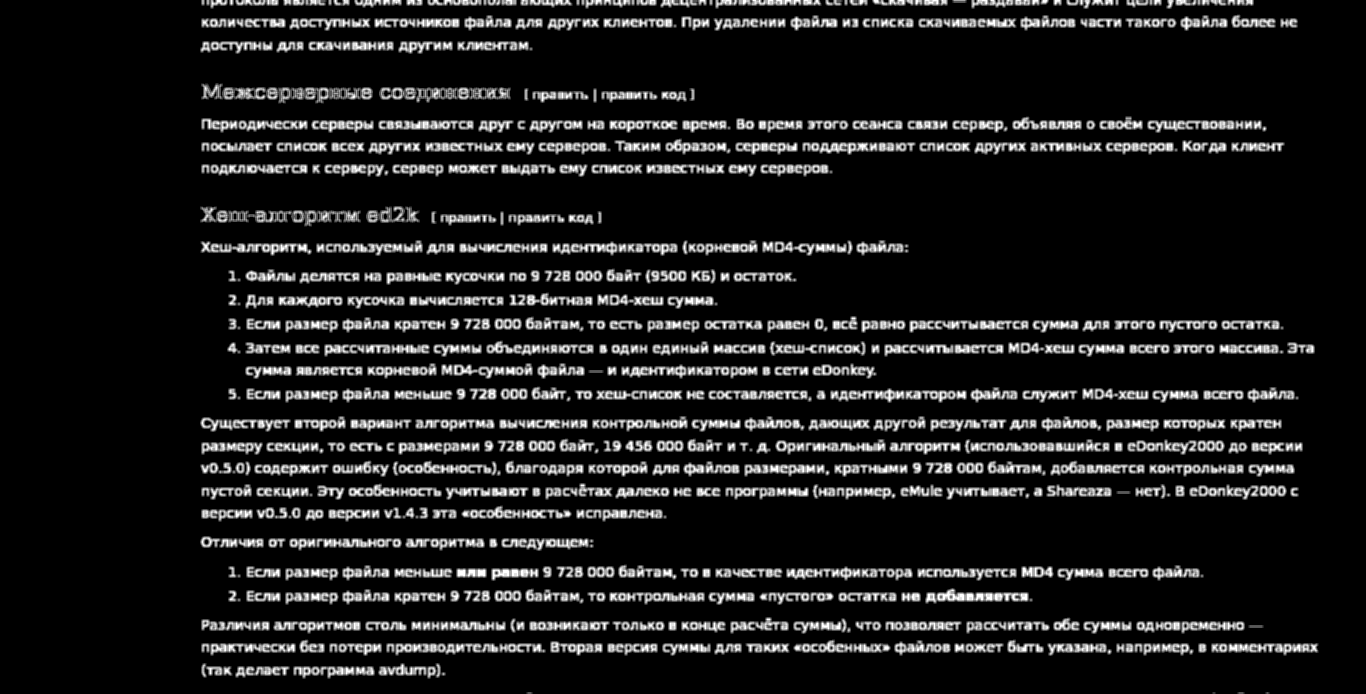 протокола является одним из основополагающих принципов децентрализованных сетей «скачивая — раздавай» и служит цели увеличения
количества доступных источников файла для других клиентов. При удалении файла из списка скачиваемых файлов части такого файла более не
доступны для скачивания другим клиентам.
Межсерверные соединения [ править | править код ]
Периодически серверы связываются друг с другом на короткое время. Во время этого сеанса связи сервер, объявляя о своём существовании,
посылает список всех других известных ему серверов. Таким образом, серверы поддерживают список других активных серверов. Когда клиент
подключается к серверу, сервер может выдать ему список известных ему серверов.
Хеш-алгоритм ed2k [ править | править код ]
Хеш-алгоритм, используемый для вычисления идентификатора (корневой MD4-суммы) файла:
1. Файлы делятся на равные кусочки по 9 728 000 байт (9500 КБ) и остаток.
2. Для каждого кусочка вычисляется 128-битная MD4-хеш сумма.
3. Если размер файла кратен 9 728 000 байтам, то есть размер остатка равен 0, всё равно рассчитывается сумма для этого пустого остатка.
4. Затем все рассчитанные суммы объединяются в один единый массив (хеш-список) и рассчитывается MD4-хеш сумма всего этого массива. Эта
сумма является корневой MD4-суммой файла — и идентификатором в сети eDonkey.
5. Если размер файла меньше 9 728 000 байт, то хеш-список не составляется, а идентификатором файла служит MD4-хеш сумма всего файла.
Существует второй вариант алгоритма вычисления контрольной суммы файлов, дающих другой результат для файлов, размер которых кратен
размеру секции, то есть с размерами 9 728 000 байт, 19 456 000 байт и т. д. Оригинальный алгоритм (использовавшийся в eDonkey2000 до версии
v0.5.0) содержит ошибку (особенность), благодаря которой для файлов размерами, кратными 9 728 000 байтам, добавляется контрольная сумма
пустой секции. Эту особенность учитывают в расчётах далеко не все программы (например, eMule учитывает, а Shareaza — нет). В eDonkey2000 с
версии v0.5.0 до версии v1.4.3 эта «особенность» исправлена.
Отличия от оригинального алгоритма в следующем:
1. Если размер файла меньше или равен 9 728 000 байтам, то в качестве идентификатора используется MD4 сумма всего файла.
2. Если размер файла кратен 9 728 000 байтам, то контрольная сумма «пустого» остатка не добавляется.
Различия алгоритмов столь минимальны (и возникают только в конце расчёта суммы), что позволяет рассчитать обе суммы одновременно —
практически без потери производительности. Вторая версия суммы для таких «особенных» файлов может быть указана, например, в комментариях
(так делает программа avdump).